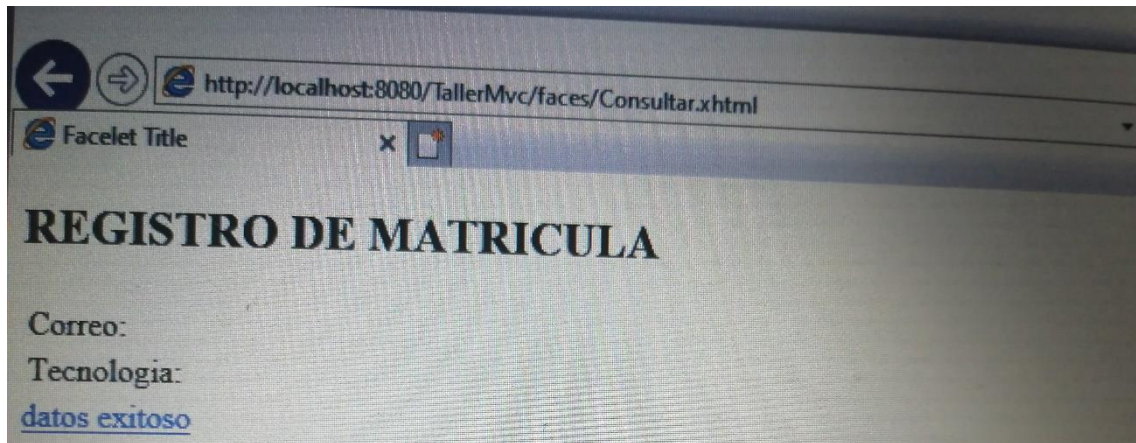 http://localhost:8080/TallerMvc/faces/Consultar.xhtml
Facelet Title
REGISTRO DE MATRICULA
Correo:
Tecnologia:
datos exitoso